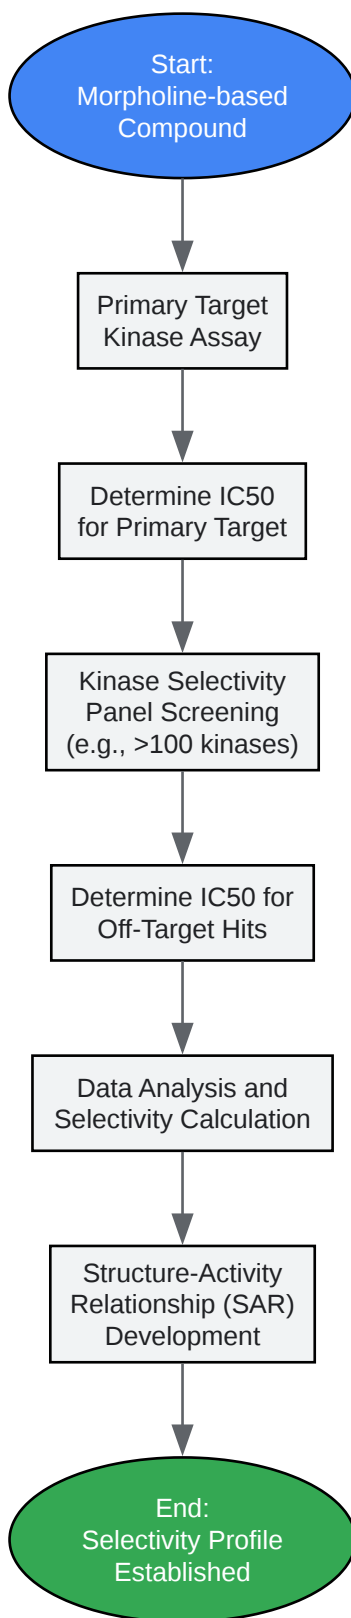 Start:
Morpholine-based
Compound
Primary Target
Kinase Assay
Determine IC50
for Primary Target
Kinase Selectivity
Panel Screening
(e.g., >100 kinases)
Determine IC50 for
Off-Target Hits
Data Analysis and
Selectivity Calculation
Structure-Activity
Relationship (SAR)
Development
End:
Selectivity Profile
Established